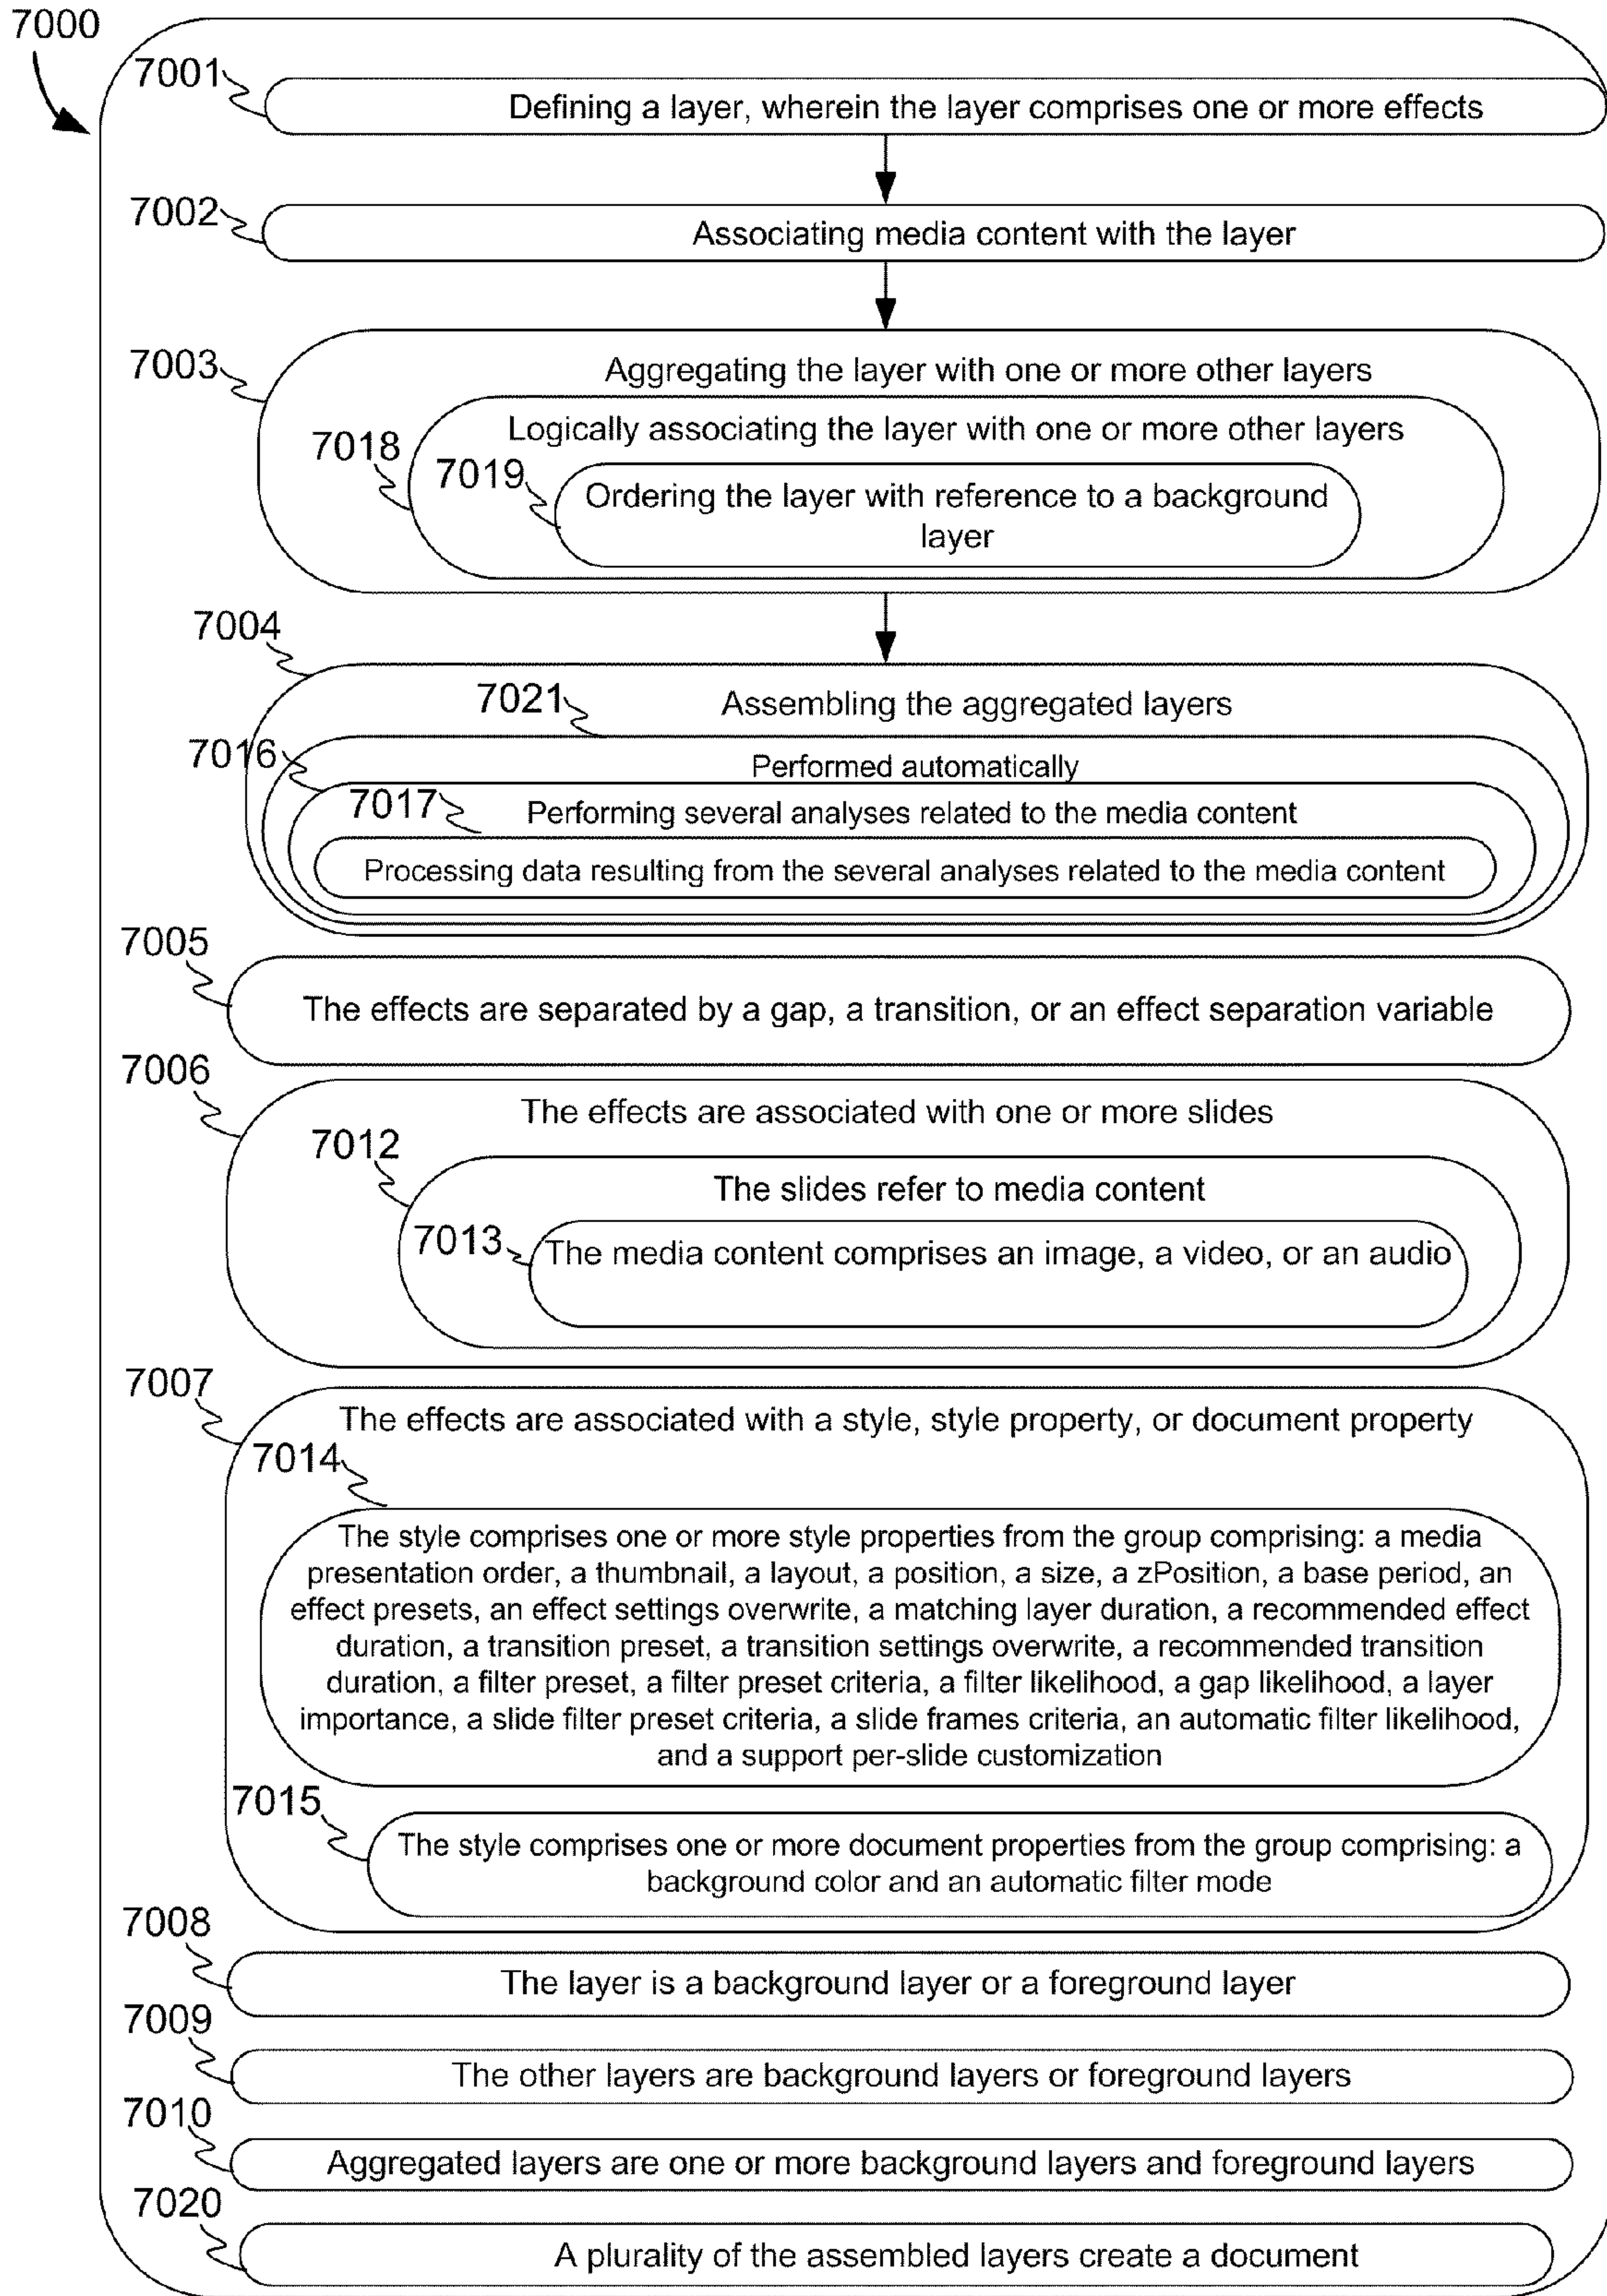 7000
7001
Defining a layer, wherein the layer comprises one or more effects
7002
Associating media content with the layer
7003
Aggregating the layer with one or more other layers
7018
Logically associating the layer with one or more other layers
7019
Ordering the layer with reference to a background
layer
7004
7021
Assembling the aggregated layers
7016
Performed automatically
7017
Performing several analyses related to the media content
Processing data resulting from the several analyses related to the media content
7005
The effects are separated by a gap, a transition, or an effect separation variable
7006
The effects are associated with one or more slides
7012
The slides refer to media content
7013
The media content comprises an image, a video, or an audio
7007
The effects are associated with a style, style property, or document property
7014
The style comprises one or more style properties from the group comprising: a media
presentation order, a thumbnail, a layout, a position, a size, a zPosition, a base period, an
effect presets, an effect settings overwrite, a matching layer duration, a recommended effect
duration, a transition preset, a transition settings overwrite, a recommended transition
duration, a filter preset, a filter preset criteria, a filter likelihood, a gap likelihood, a layer
importance, a slide filter preset criteria, a slide frames criteria, an automatic filter likelihood,
and a support per-slide customization
7015
The style comprises one or more document properties from the group comprising: a
background color and an automatic filter mode
7008
The layer is a background layer or a foreground layer
7009
The other layers are background layers or foreground layers
7010
Aggregated layers are one or more background layers and foreground layers
7020
A plurality of the assembled layers create a document